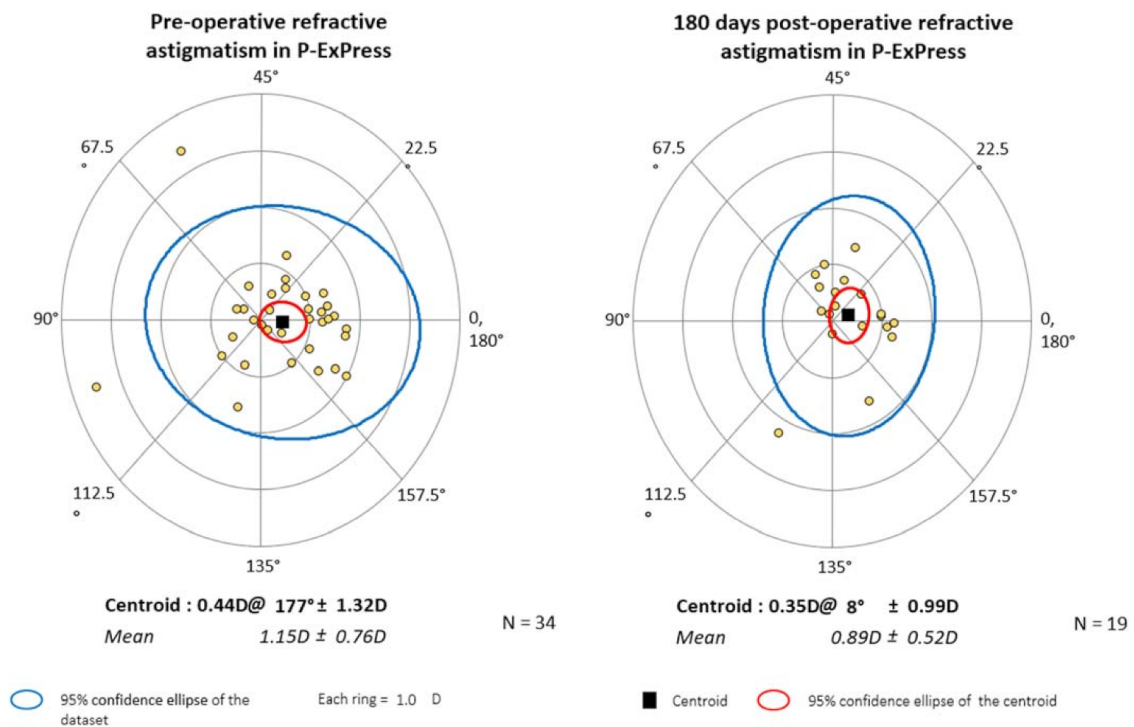 Pre-operative refractive
astigmatism in P-ExPress
45°
67.5
°
22.5
°
90°
0,
180°
112.5
°
157.5°
135°
Centroid : 0.44D@ 177° ± 1.32D
Mean 1.15D ± 0.76D
N = 34
180 days post-operative refractive
astigmatism in P-ExPress
45°
67.5
°
22.5
°
90°
0,
180°
112.5
°
157.5°
135°
Centroid : 0.35D@ 8° ± 0.99D
Mean 0.89D ± 0.52D
N = 19
95% confidence ellipse of the
dataset
Each ring = 1.0 D
Centroid
95% confidence ellipse of the centroid